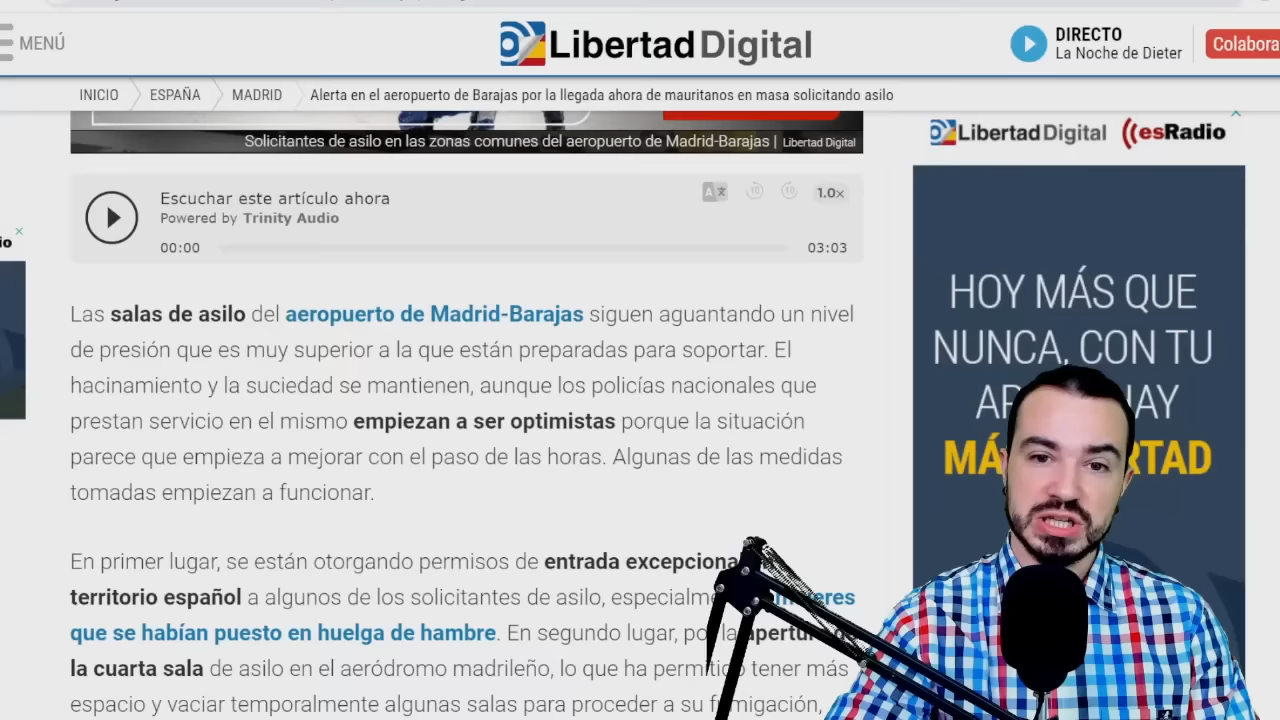 MENÚ
Libertad Digital
DIRECTO
La Noche de Dieter
Colabora
INICIO
ESPAÑA
MADRID
Alerta en el aeropuerto de Barajas por la llegada ahora de mauritanos en masa solicitando asilo
Solicitantes de asilo en las zonas comunes del aeropuerto de Madrid-Barajas | Libertad Digital
Escuchar este artículo ahora
Powered by Trinity Audio
10
10
1.0x
00:00
03:03
Las salas de asilo del aeropuerto de Madrid-Barajas siguen aguantando un nivel
de presión que es muy superior a la que están preparadas para soportar. El
hacinamiento y la suciedad se mantienen, aunque los policías nacionales que
prestan servicio en el mismo empiezan a ser optimistas porque la situación
parece que empieza a mejorar con el paso de las horas. Algunas de las medidas
tomadas empiezan a funcionar.
En primer lugar, se están otorgando permisos de entrada excepciona
territorio español a algunos de los solicitantes de asilo,
que se habían puesto en huelga de hambre. En segundo lugar,
la cuarta sala de asilo en el aeródromo madrileño, lo que ha permitido tener más
espacio y vaciar temporalmente algunas salas para proceder a su fumigación,
Libertad Digital
esRadio
HOY MÁS QUE
NUNCA, CON TU